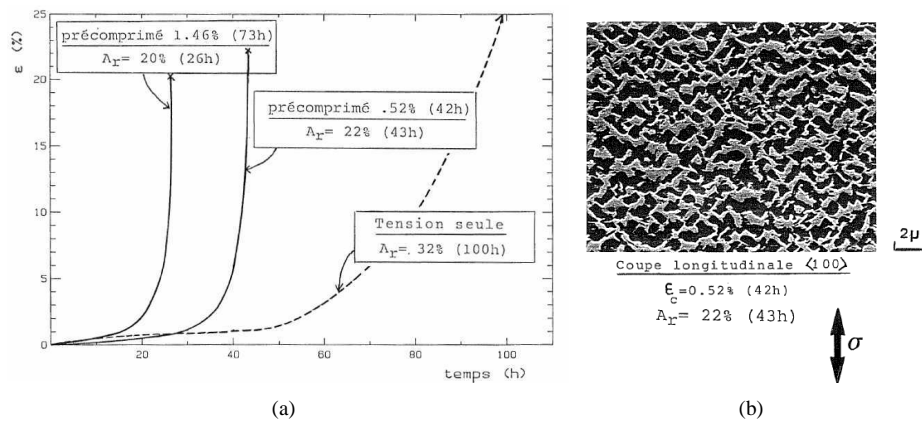 ε (%)
25
20
15
10
5
0
20
40
60
80
100
temps (h)
précomprimé 1.46% (73h)
Ar= 20% (26h)
précomprimé .52% (42h)
Ar= 22% (43h)
Tension seule
Ar=. 32% (100h)
(a)
2µ
Coupe longitudinale <100>
εc=0.52% (42h)
Ar= 22% (43h)
σ
(b)